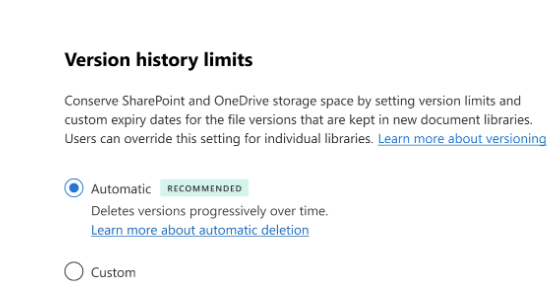 Version history limits
Conserve SharePoint and OneDrive storage space by setting version limits and
custom expiry dates for the file versions that are kept in new document libraries.
Users can override this setting for individual libraries. Learn more about versioning
Automatic RECOMMENDED
Deletes versions progressively over time.
Learn more about automatic deletion
Custom